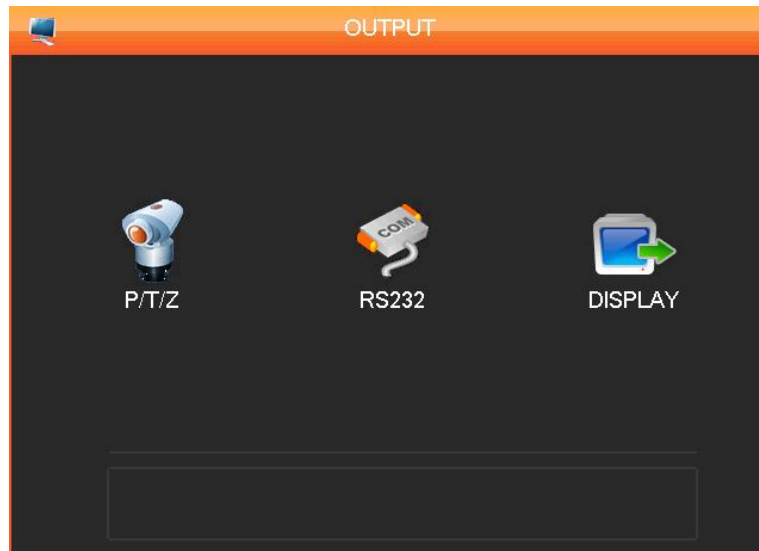 OUTPUT
COM
P/T/Z
RS232
DISPLAY